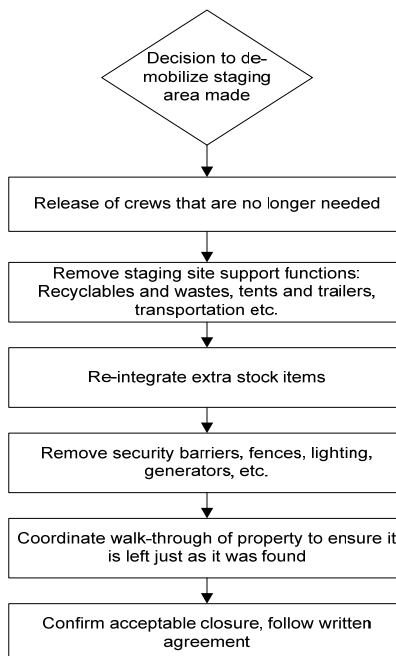 Decision to de-
mobilize staging
area made
Release of crews that are no longer needed
Remove staging site support functions:
Recyclables and wastes, tents and trailers,
transportation etc.
Re-integrate extra stock items
Remove security barriers, fences, lighting,
generators, etc.
Coordinate walk-through of property to ensure it
is left just as it was found
Confirm acceptable closure, follow written
agreement